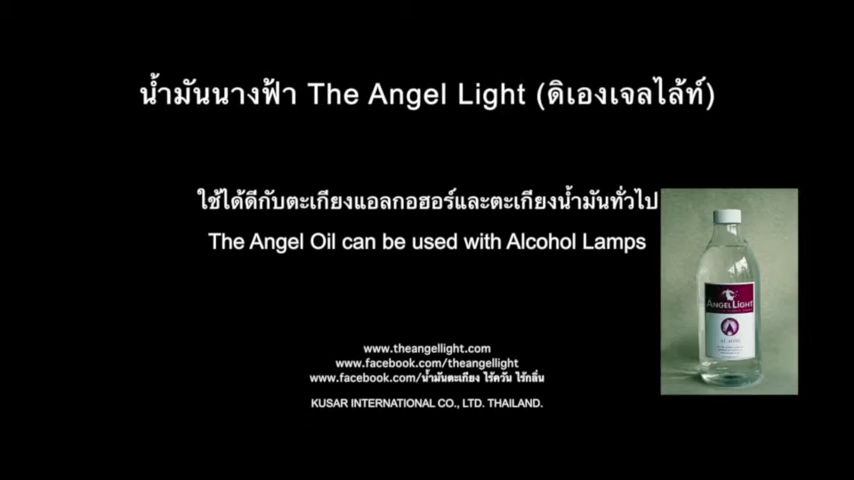 น้ำมันนางฟ้า The Angel Light (ดิเองเจลไล้ท์)
ใช้ได้ดีกับตะเกียงแอลกอฮอร์และตะเกียงน้ำมันทั่วไป
The Angel Oil can be used with Alcohol Lamps
ANGEL LIGHT
www.theangellight.com
www.facebook.com/theangellight
www.facebook.com/น้ำมันตะเกียง ไร้ควัน ไร้กลิ่น
KUSAR INTERNATIONAL CO., LTD. THAILAND.